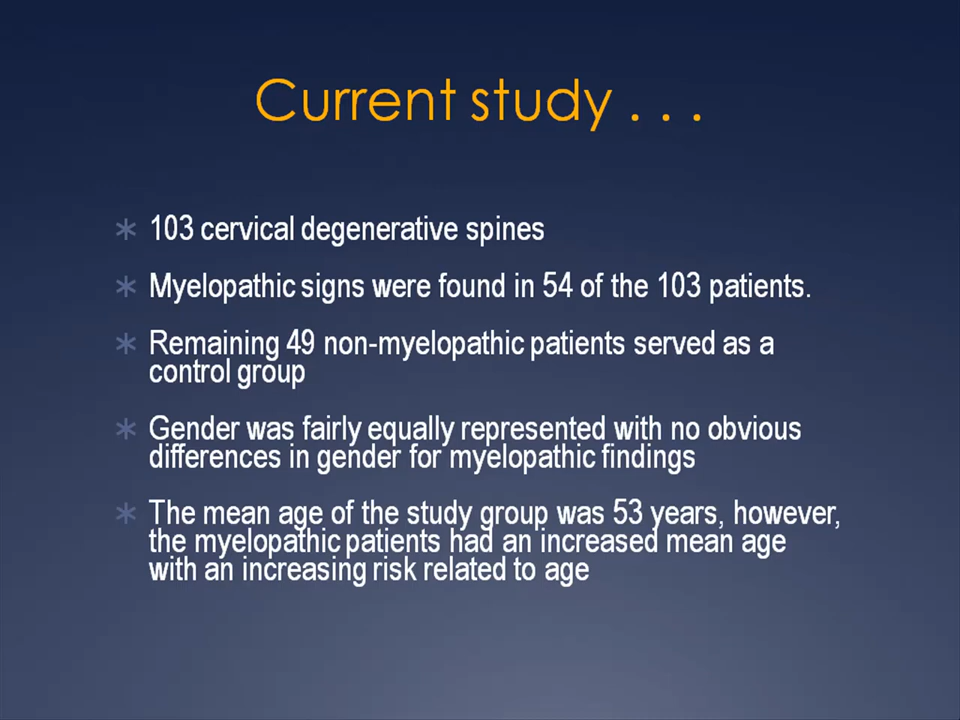 Current study . . .
103 cervical degenerative spines
Myelopathic signs were found in 54 of the 103 patients.
Remaining 49 non-myelopathic patients served as a
control group
Gender was fairly equally represented with no obvious
differences in gender for myelopathic findings
The mean age of the study group was 53 years, however,
the myelopathic patients had an increased mean age
with an increasing risk related to age